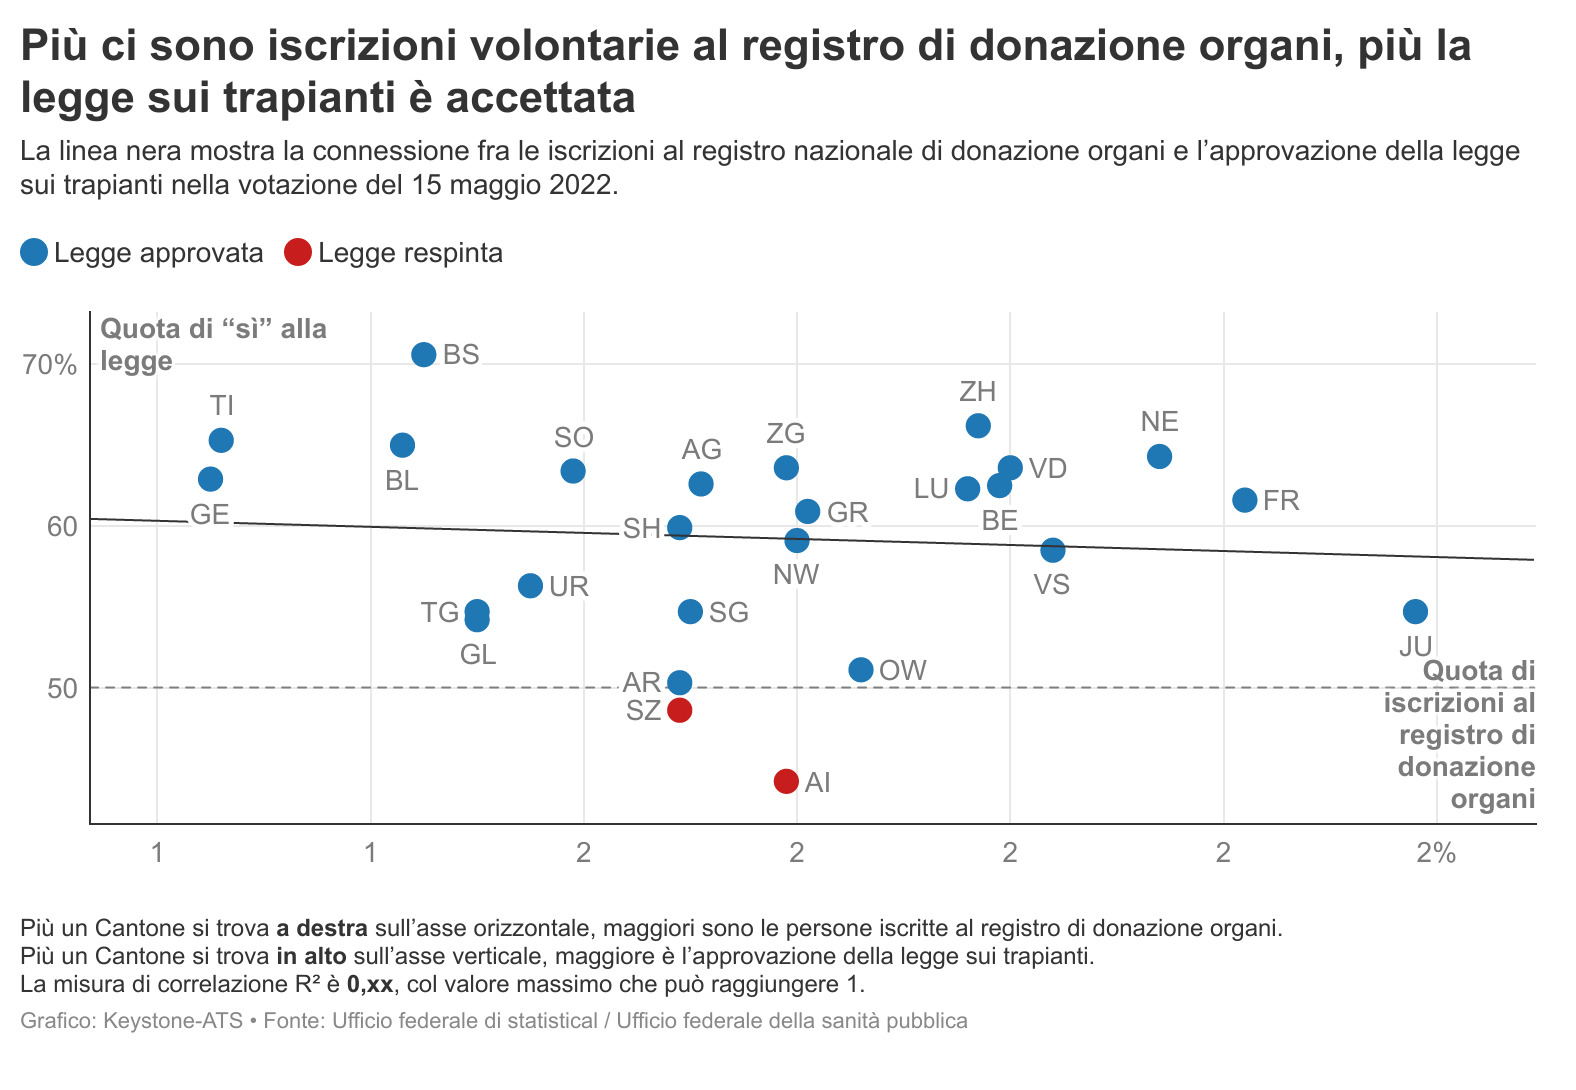 Più ci sono iscrizioni volontarie al registro di donazione organi, più la
legge sui trapianti è accettata
La linea nera mostra la connessione fra le iscrizioni al registro nazionale di donazione organi e l’approvazione della legge
sui trapianti nella votazione del 15 maggio 2022.
Legge approvata Legge respinta
Quota di “sì” alla
legge
70%
60
50
BS
TI
ZH
NE
SO
ZG
AG
BL
VD
LU
GE
BE
FR
GR
SH
NW
VS
UR
TG
SG
GL
JU
OW
AR
SZ
AI
Quota di
iscrizioni al
registro di
donazione
organi
1 1 2 2 2 2 2%
Più un Cantone si trova a destra sull’asse orizzontale, maggiori sono le persone iscritte al registro di donazione organi.
Più un Cantone si trova in alto sull’asse verticale, maggiore è l’approvazione della legge sui trapianti.
La misura di correlazione R² è 0,xx, col valore massimo che può raggiungere 1.
Grafico: Keystone-ATS • Fonte: Ufficio federale di statistical / Ufficio federale della sanità pubblica